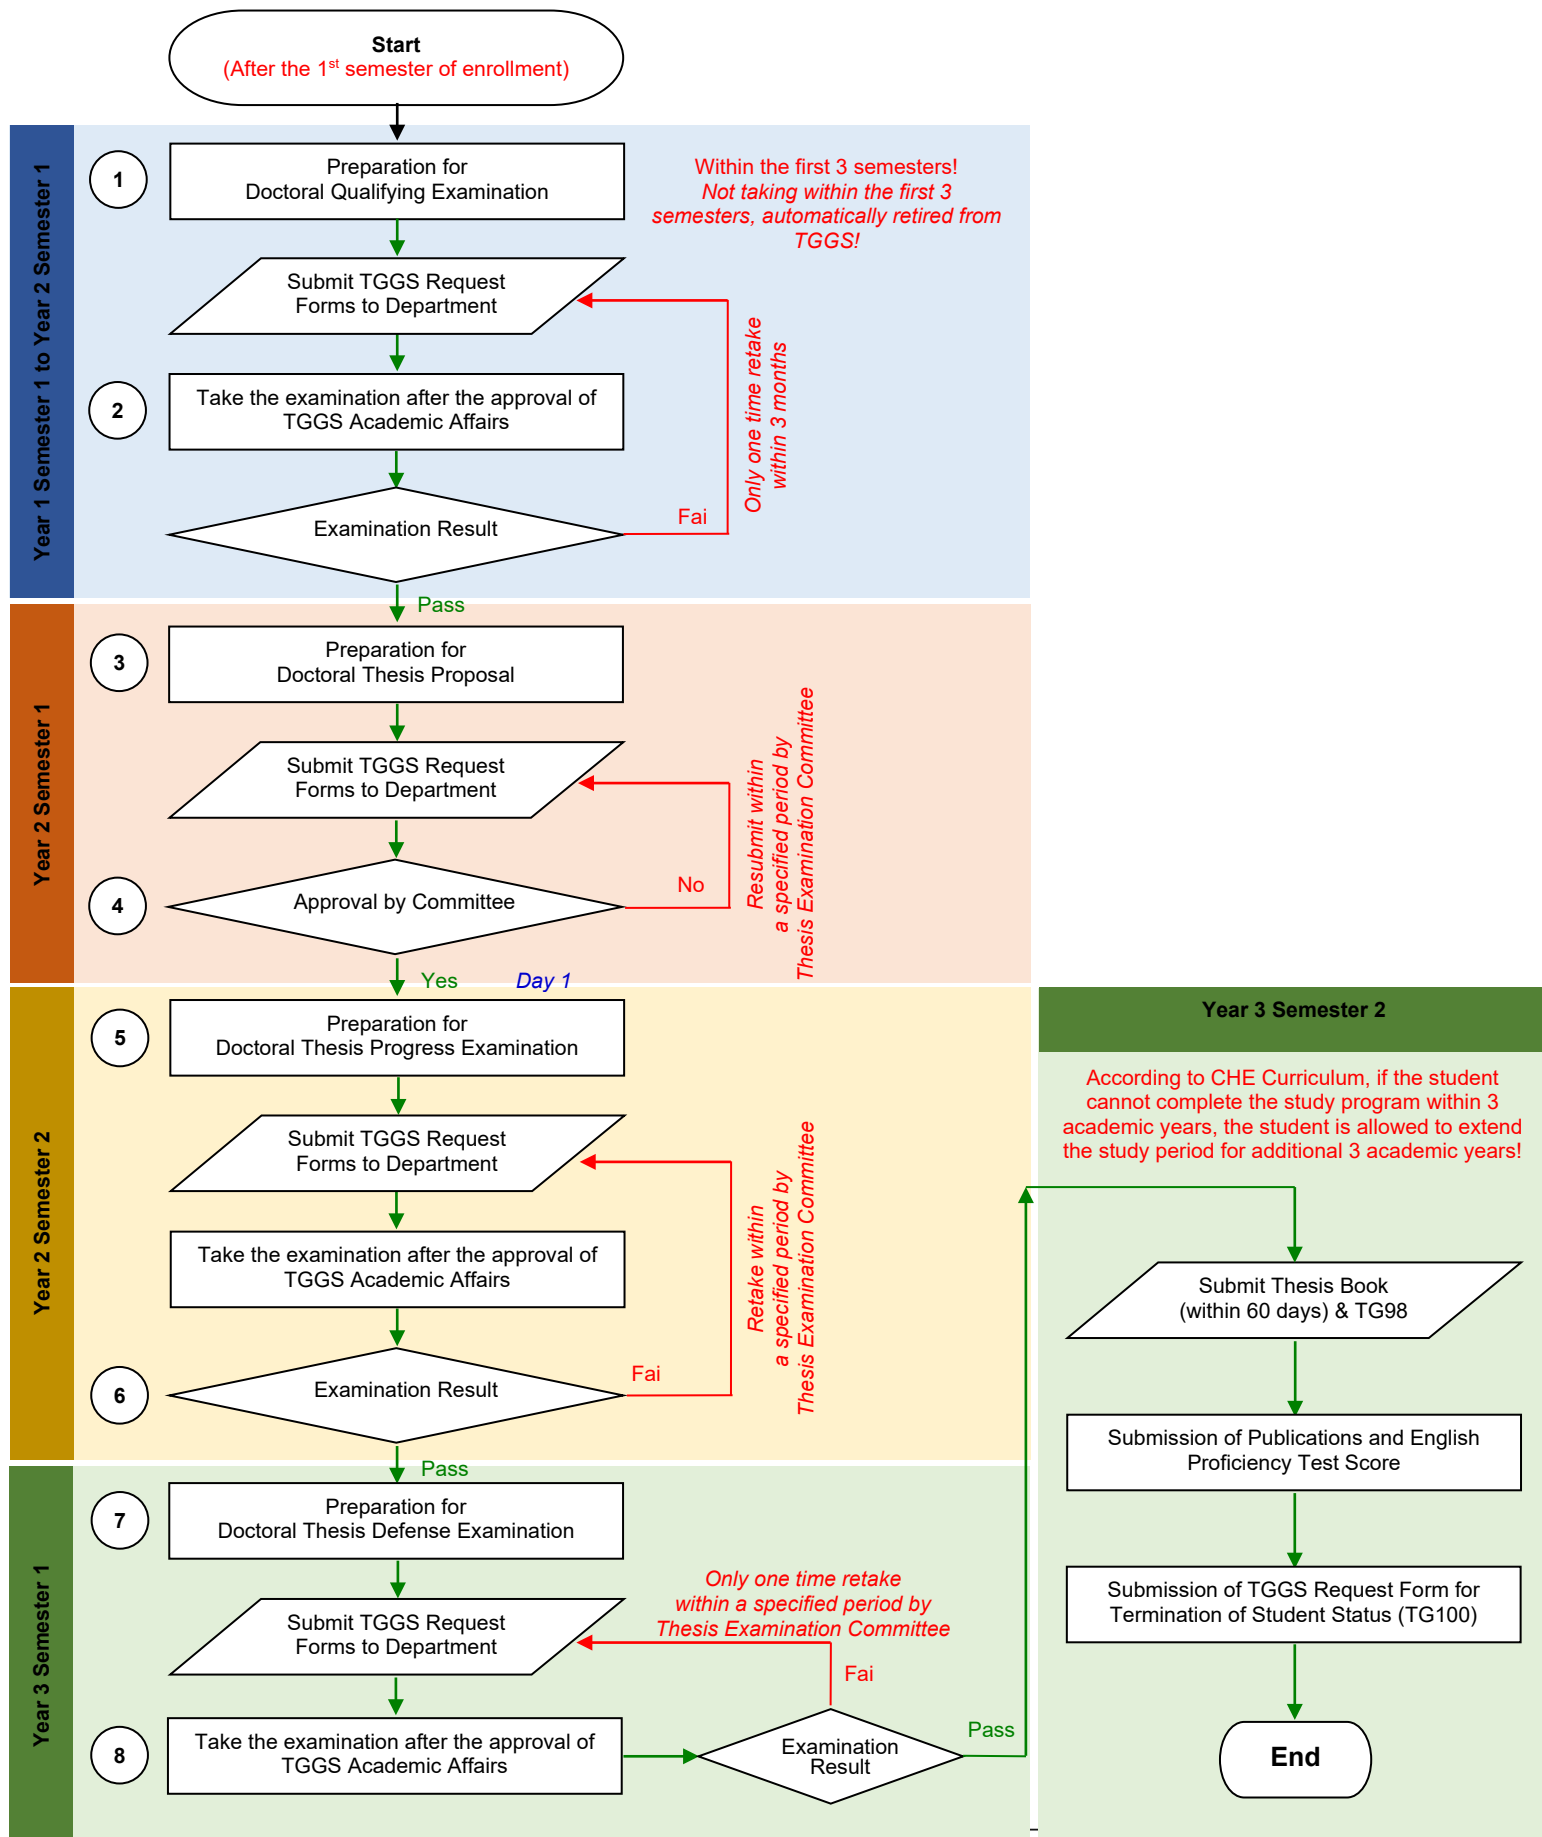 Start
(After the 1st semester of enrollment)
Year 1 Semester 1 to Year 2 Semester 1
1
Preparation for
Doctoral Qualifying Examination
Within the first 3 semesters!
Not taking within the first 3
semesters, automatically retired from
TGGS!
Submit TGGS Request
Forms to Department
Only one time retake
within 3 months
2
Take the examination after the approval of
TGGS Academic Affairs
Examination Result
Fai
Pass
Year 2 Semester 1
3
Preparation for
Doctoral Thesis Proposal
Submit TGGS Request
Forms to Department
Resubmit within
a specified period by
Thesis Examination Committee
4
Approval by Committee
No
Yes
Day 1
Year 2 Semester 2
5
Preparation for
Doctoral Thesis Progress Examination
Submit TGGS Request
Forms to Department
Retake within
a specified period by
Thesis Examination Committee
Take the examination after the approval of
TGGS Academic Affairs
6
Examination Result
Fai
Pass
Year 3 Semester 1
7
Preparation for
Doctoral Thesis Defense Examination
Only one time retake
within a specified period by
Thesis Examination Committee
Submit TGGS Request
Forms to Department
Fai
8
Take the examination after the approval of
TGGS Academic Affairs
Examination
Result
Pass
Year 3 Semester 2
According to CHE Curriculum, if the student
cannot complete the study program within 3
academic years, the student is allowed to extend
the study period for additional 3 academic years!
Submit Thesis Book
(within 60 days) & TG98
Submission of Publications and English
Proficiency Test Score
Submission of TGGS Request Form for
Termination of Student Status (TG100)
End